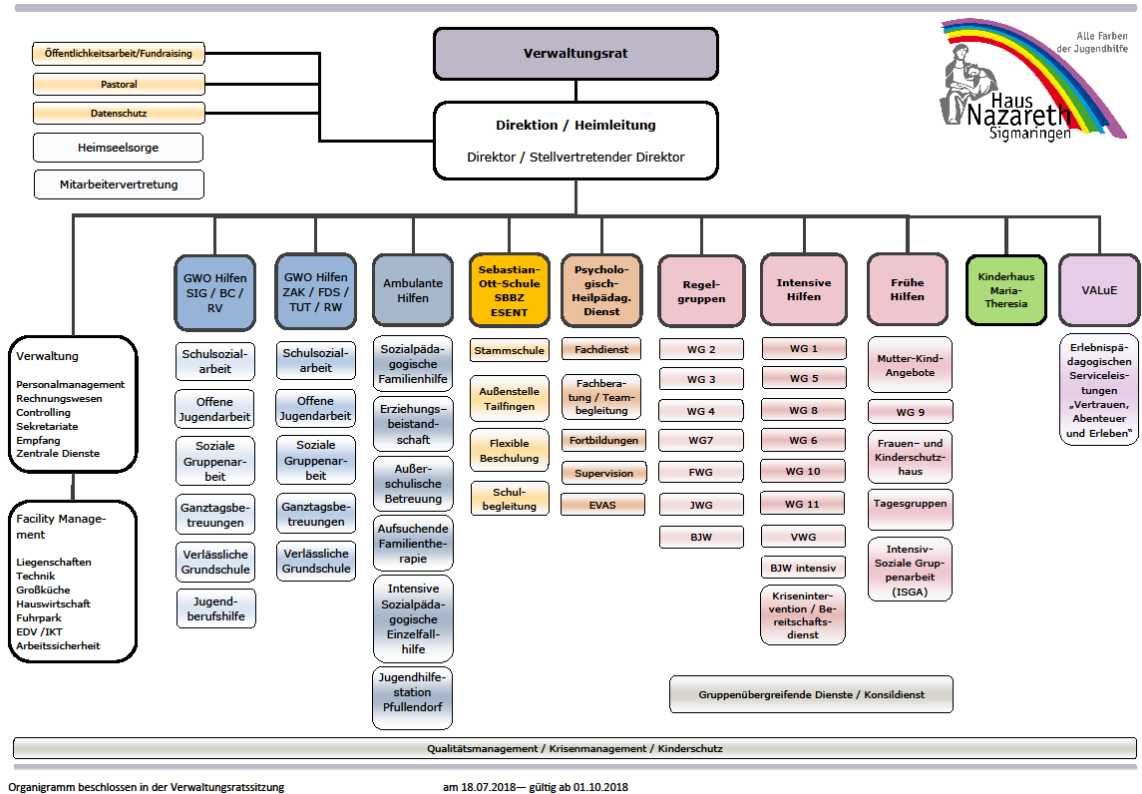 Öffentlichkeitsarbeit/Fundraising
Pastoral
Datenschutz
Heimseelsorge
Mitarbeitervertretung
Verwaltungsrat
Direktion / Heimleitung
Direktor / Stellvertretender Direktor
Alle Farben
der Jugendhilfe
Haus
Nazareth
Sigmaringen
Verwaltung
Personalmanagement
Rechnungswesen
Controlling
Sekretariate
Empfang
Zentrale Dienste
Facility Manage-
ment
Liegenschaften
Technik
Großküche
Hauswirtschaft
Fuhrpark
EDV /IKT
Arbeitssicherheit
GWO Hilfen
SIG / BC /
RV
Schulsozial-
arbeit
Offene
Jugendarbeit
Soziale
Gruppenar-
beit
Ganztagsbe-
treuungen
Verlässliche
Grundschule
Jugend-
berufshilfe
GWO Hilfen
ZAK / FDS /
TUT / RW
Schulsozial-
arbeit
Offene
Jugendarbeit
Soziale
Gruppenar-
beit
Ganztagsbe-
treuungen
Verlässliche
Grundschule
Ambulante
Hilfen
Sozialpäda-
gogische
Familienhilfe
Erziehungs-
beistand-
schaft
Außer-
schulische
Betreuung
Aufsuchende
Familienthe-
rapie
Intensive
Sozialpäda-
gogische
Einzelfall-
hilfe
Jugendhilfe-
station
Pfullendorf
Sebastian-
Ott-Schule
SBBZ
ESENT
Stammschule
Außenstelle
Tailfingen
Flexible
Beschulung
Schul-
begleitung
Psycholo-
gisch-
Heilpädag.
Dienst
Fachdienst
Fachbera-
tung / Team-
begleitung
Fortbildungen
Supervision
EVAS
Regel-
gruppen
WG 2
WG 3
WG 4
WG7
FWG
JWG
BJW
Intensive
Hilfen
WG 1
WG 5
WG 8
WG 6
WG 10
WG 11
VWG
BJW intensiv
Kriseninter-
vention / Be-
reitschafts-
dienst
Frühe
Hilfen
Mutter-Kind-
Angebote
WG 9
Frauen- und
Kinderschutz-
haus
Tagesgruppen
Intensiv-
Soziale Grup-
penarbeit
(ISGA)
Kinderhaus
Maria-
Theresia
VALuE
Erlebnispä-
dagogischen
Serviceleis-
tungen
„Vertrauen,
Abenteuer
und Erleben"
Gruppenübergreifende Dienste / Konsildienst
Qualitätsmanagement / Krisenmanagement / Kinderschutz
Organigramm beschlossen in der Verwaltungsratssitzung am 18.07.2018— gültig ab 01.10.2018